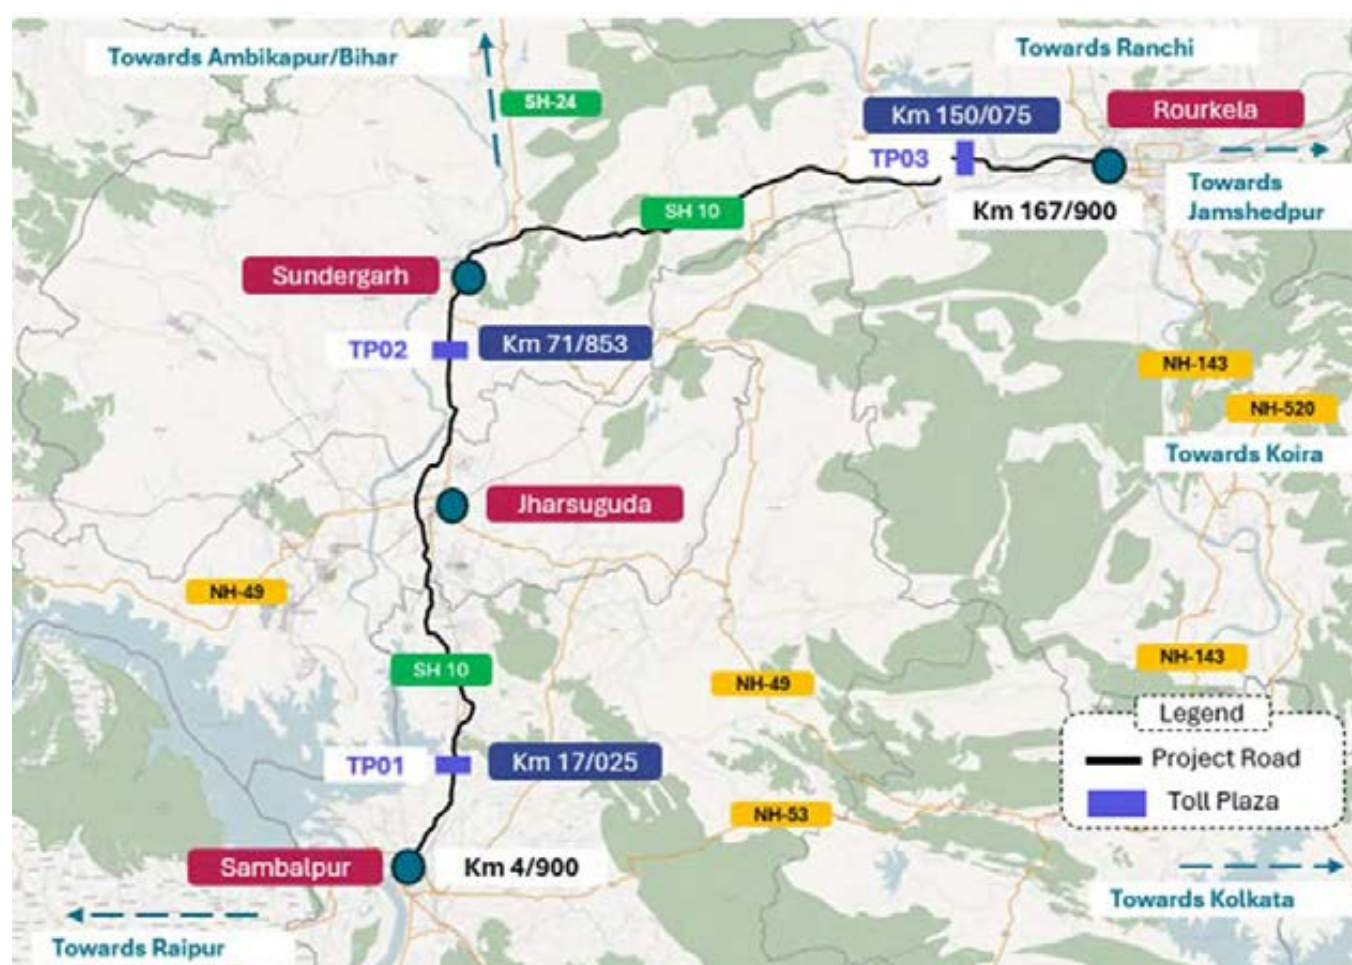 Towards Ambikapur/Bihar
Towards Ranchi
SH-24
Km 150/075
Rourkela
TP03
Towards
Jamshedpur
SH 10
Km 167/900
Sundergarh
TP02
Km 71/853
NH-143
NH-520
Towards Koira
Jharsuguda
NH-49
SH 10
NH-143
NH-49
Legend
Project Road
Toll Plaza
TP01
Km 17/025
NH-53
Sambalpur
Km 4/900
Towards Kolkata
Towards Raipur